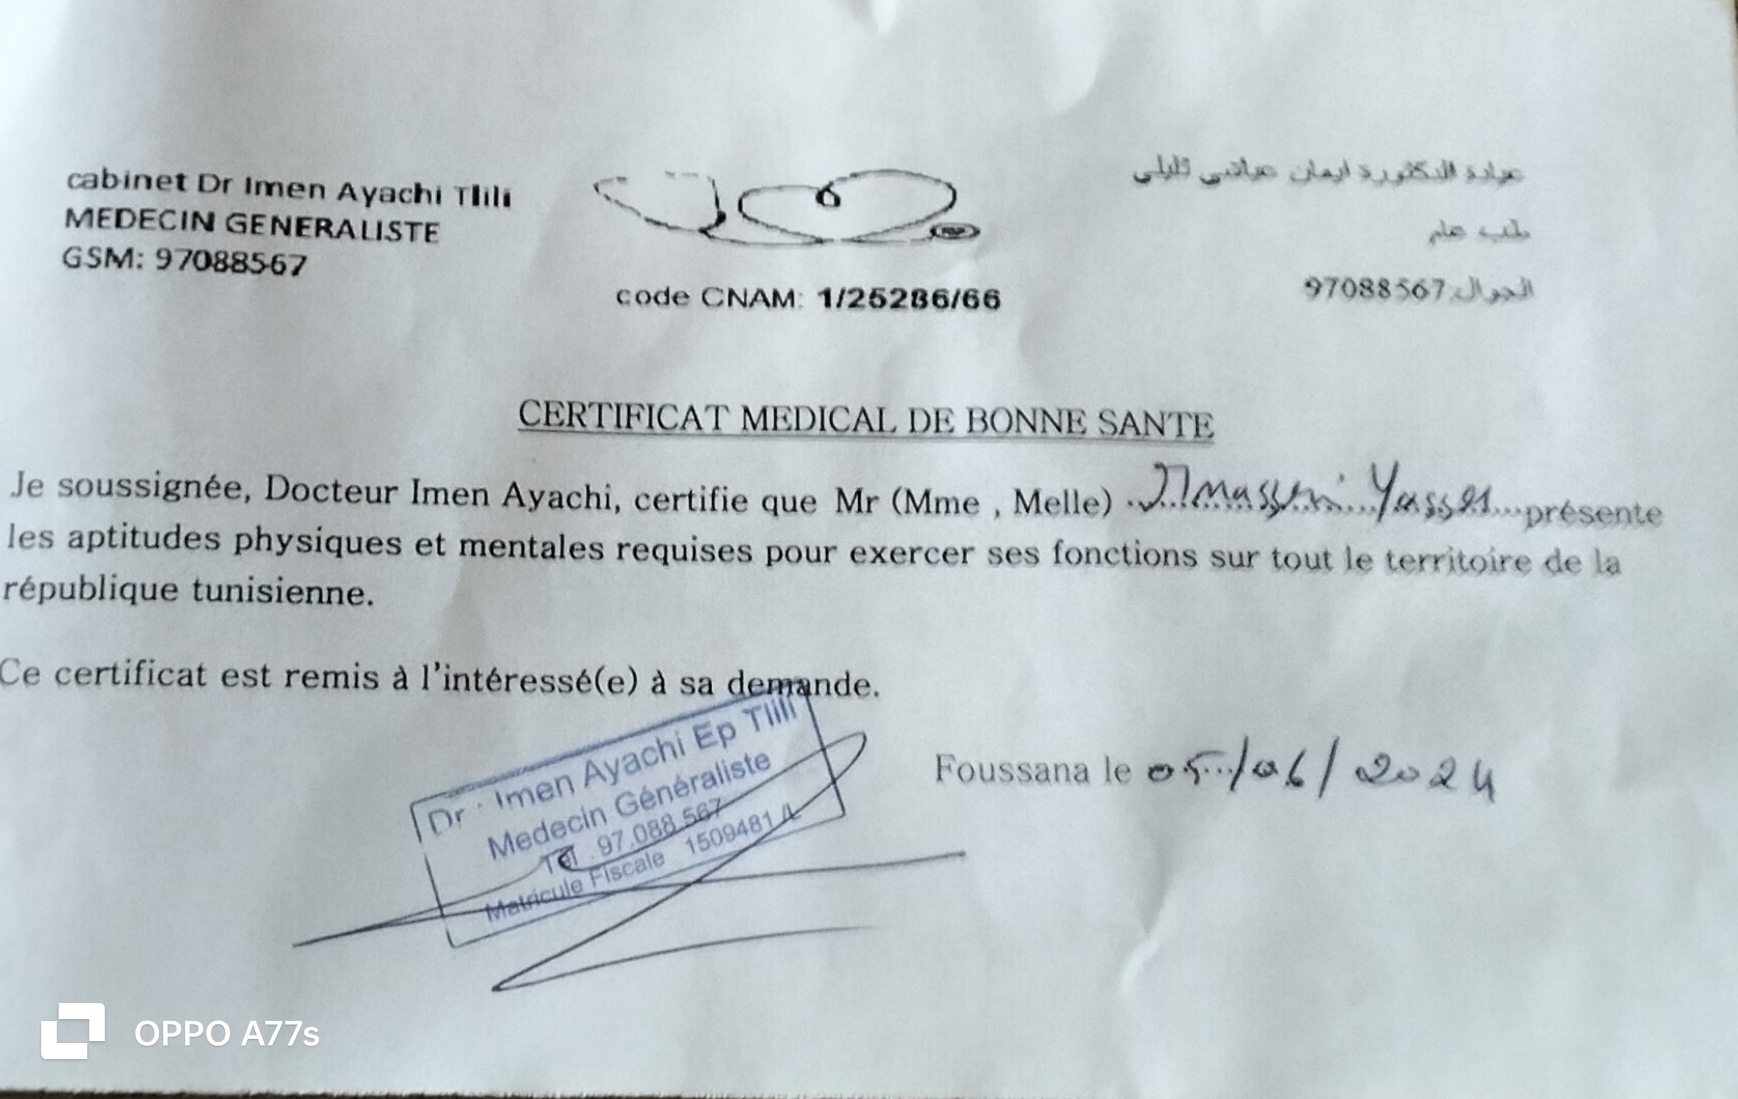 cabinet Dr Imen Ayachi Tlili
MEDECIN GENERALISTE
GSM: 97088567
code CNAM: 1/25286/66
عيادة الدكتورة ايمان عياشي تليلي
طب عام
الجوال:97088567
CERTIFICAT MEDICAL DE BONNE SANTE
Je soussignée, Docteur Imen Ayachi, certifie que Mr (Mme , Melle) Yasser présente
les aptitudes physiques et mentales requises pour exercer ses fonctions sur tout le territoire de la
république tunisienne.
Ce certificat est remis à l'intéressé(e) à sa demande.
Dr : Imen Ayachi Ep Tlili
Medecin Généraliste
Tél : 97.088.567
Matricule Fiscale 1509481 A
Foussana le 05/06/2024
OPPO A77s